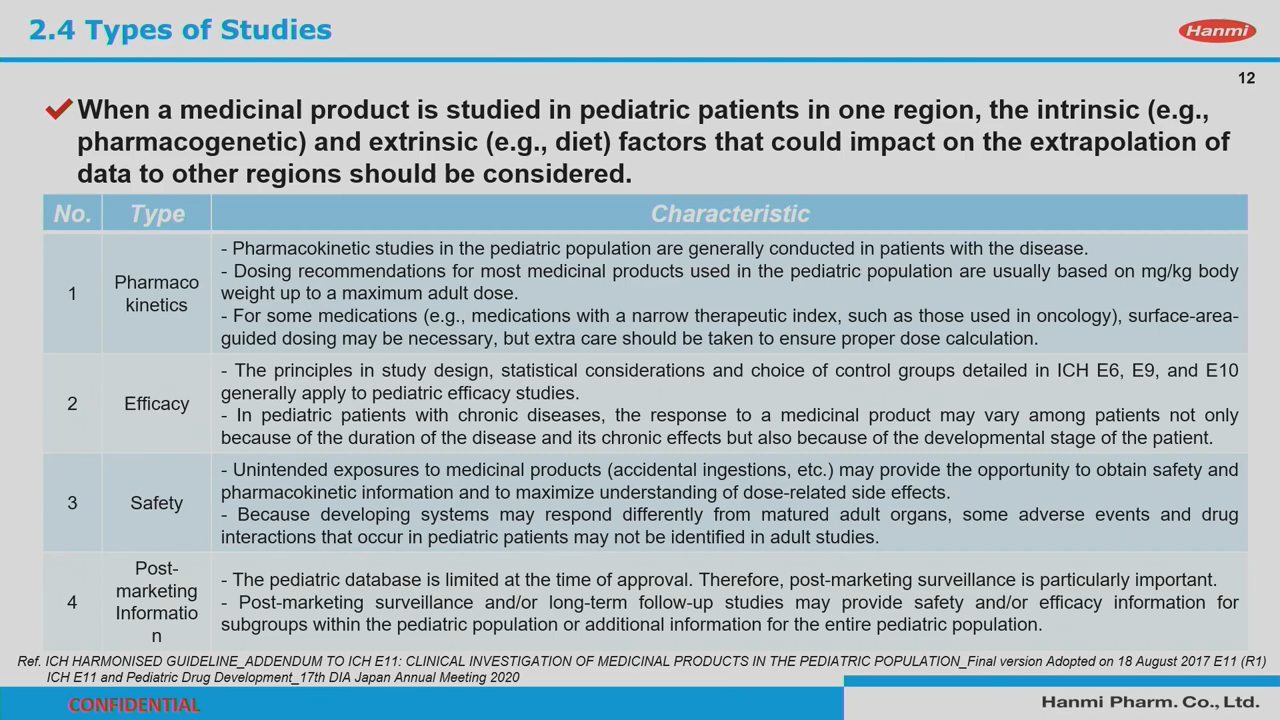 2.4 Types of Studies
Hanmi
12
When a medicinal product is studied in pediatric patients in one region, the intrinsic (e.g.,
pharmacogenetic) and extrinsic (e.g., diet) factors that could impact on the extrapolation of
data to other regions should be considered.
No. Type Characteristic
1
Pharmaco
kinetics
- Pharmacokinetic studies in the pediatric population are generally conducted in patients with the disease.
- Dosing recommendations for most medicinal products used in the pediatric population are usually based on mg/kg body
weight up to a maximum adult dose.
- For some medications (e.g., medications with a narrow therapeutic index, such as those used in oncology), surface-area-
guided dosing may be necessary, but extra care should be taken to ensure proper dose calculation.
2
Efficacy
- The principles in study design, statistical considerations and choice of control groups detailed in ICH E6, E9, and E10
generally apply to pediatric efficacy studies.
- In pediatric patients with chronic diseases, the response to a medicinal product may vary among patients not only
because of the duration of the disease and its chronic effects but also because of the developmental stage of the patient.
3
Safety
- Unintended exposures to medicinal products (accidental ingestions, etc.) may provide the opportunity to obtain safety and
pharmacokinetic information and to maximize understanding of dose-related side effects.
- Because developing systems may respond differently from matured adult organs, some adverse events and drug
interactions that occur in pediatric patients may not be identified in adult studies.
4
Post-
marketing
Informatio
n
- The pediatric database is limited at the time of approval. Therefore, post-marketing surveillance is particularly important.
- Post-marketing surveillance and/or long-term follow-up studies may provide safety and/or efficacy information for
subgroups within the pediatric population or additional information for the entire pediatric population.
Ref. ICH HARMONISED GUIDELINE_ADDENDUM TO ICH E11: CLINICAL INVESTIGATION OF MEDICINAL PRODUCTS IN THE PEDIATRIC POPULATION_Final version Adopted on 18 August 2017 E11 (R1)
ICH E11 and Pediatric Drug Development_17th DIA Japan Annual Meeting 2020
CONFIDENTIAL
Hanmi Pharm. Co., Ltd.